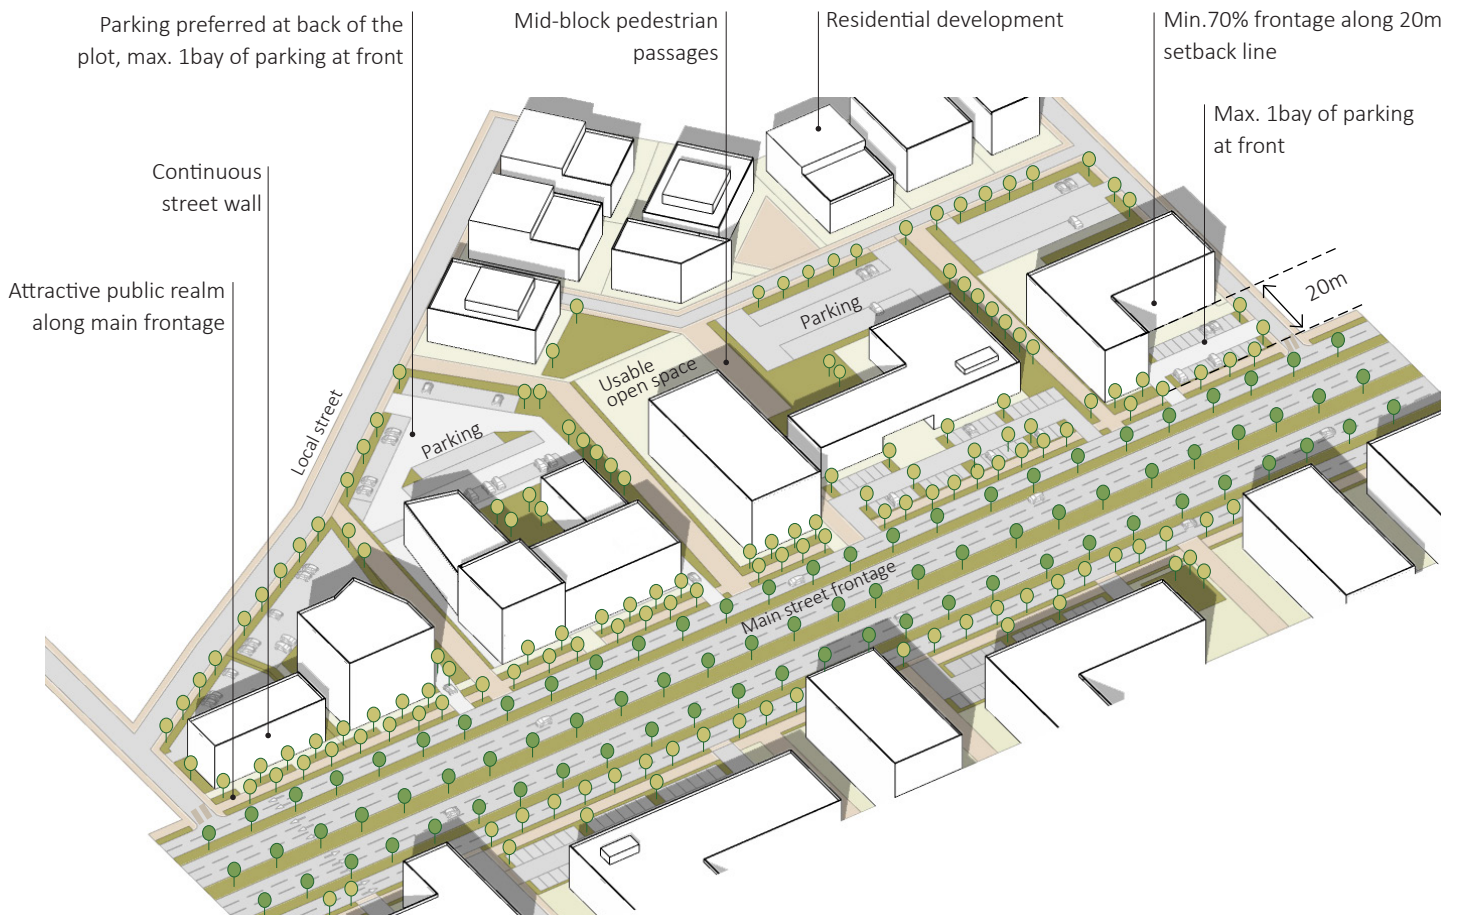 Parking preferred at back of the
plot, max. 1bay of parking at front
Mid-block pedestrian
passages
Residential development
Min.70% frontage along 20m
setback line
Max. 1bay of parking
at front
Continuous
street wall
Attractive public realm
along main frontage
20m
Parking
Usable
open space
Local street
Parking
Main street frontage